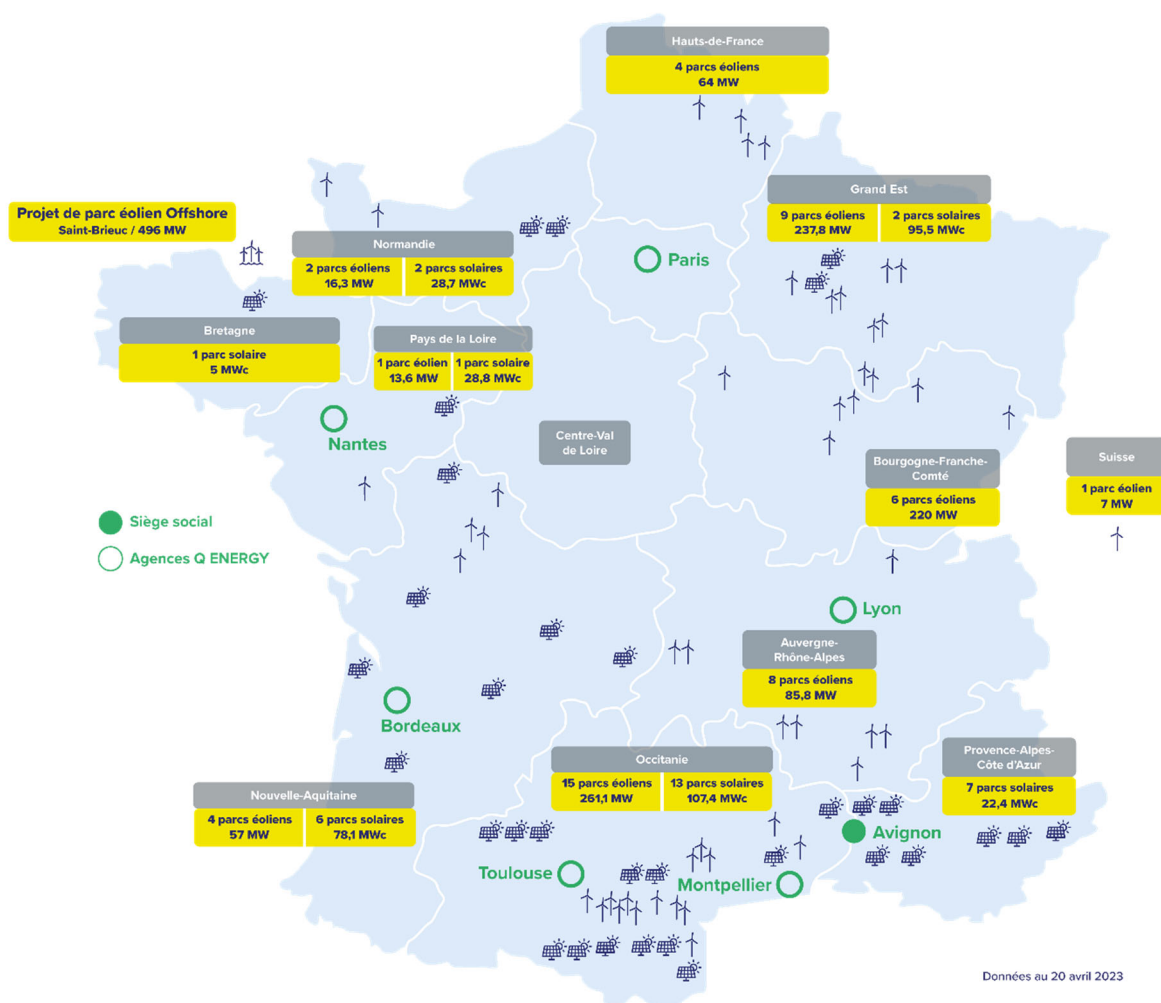 Hauts-de-France
4 parcs éoliens
64 MW
Grand Est
9 parcs éoliens
237,8 MW
2 parcs solaires
95,5 MWc
Projet de parc éolien Offshore
Saint-Brieuc / 496 MW
Normandie
2 parcs éoliens
16,3 MW
2 parcs solaires
28,7 MWc
Paris
Bretagne
1 parc solaire
5 MWc
Pays de la Loire
1 parc éolien
13,6 MW
1 parc solaire
28,8 MWc
Nantes
Centre-Val
de Loire
Bourgogne-Franche-
Comté
6 parcs éoliens
220 MW
Suisse
1 parc éolien
7 MW
Siège social
Agences Q ENERGY
Lyon
Auvergne-
Rhône-Alpes
8 parcs éoliens
85,8 MW
Bordeaux
Occitanie
15 parcs éoliens
261,1 MW
13 parcs solaires
107,4 MWc
Provence-Alpes-
Côte d'Azur
7 parcs solaires
22,4 MWc
Nouvelle-Aquitaine
4 parcs éoliens
57 MW
6 parcs solaires
78,1 MWc
Avignon
Toulouse
Montpellier
Données au 20 avril 2023